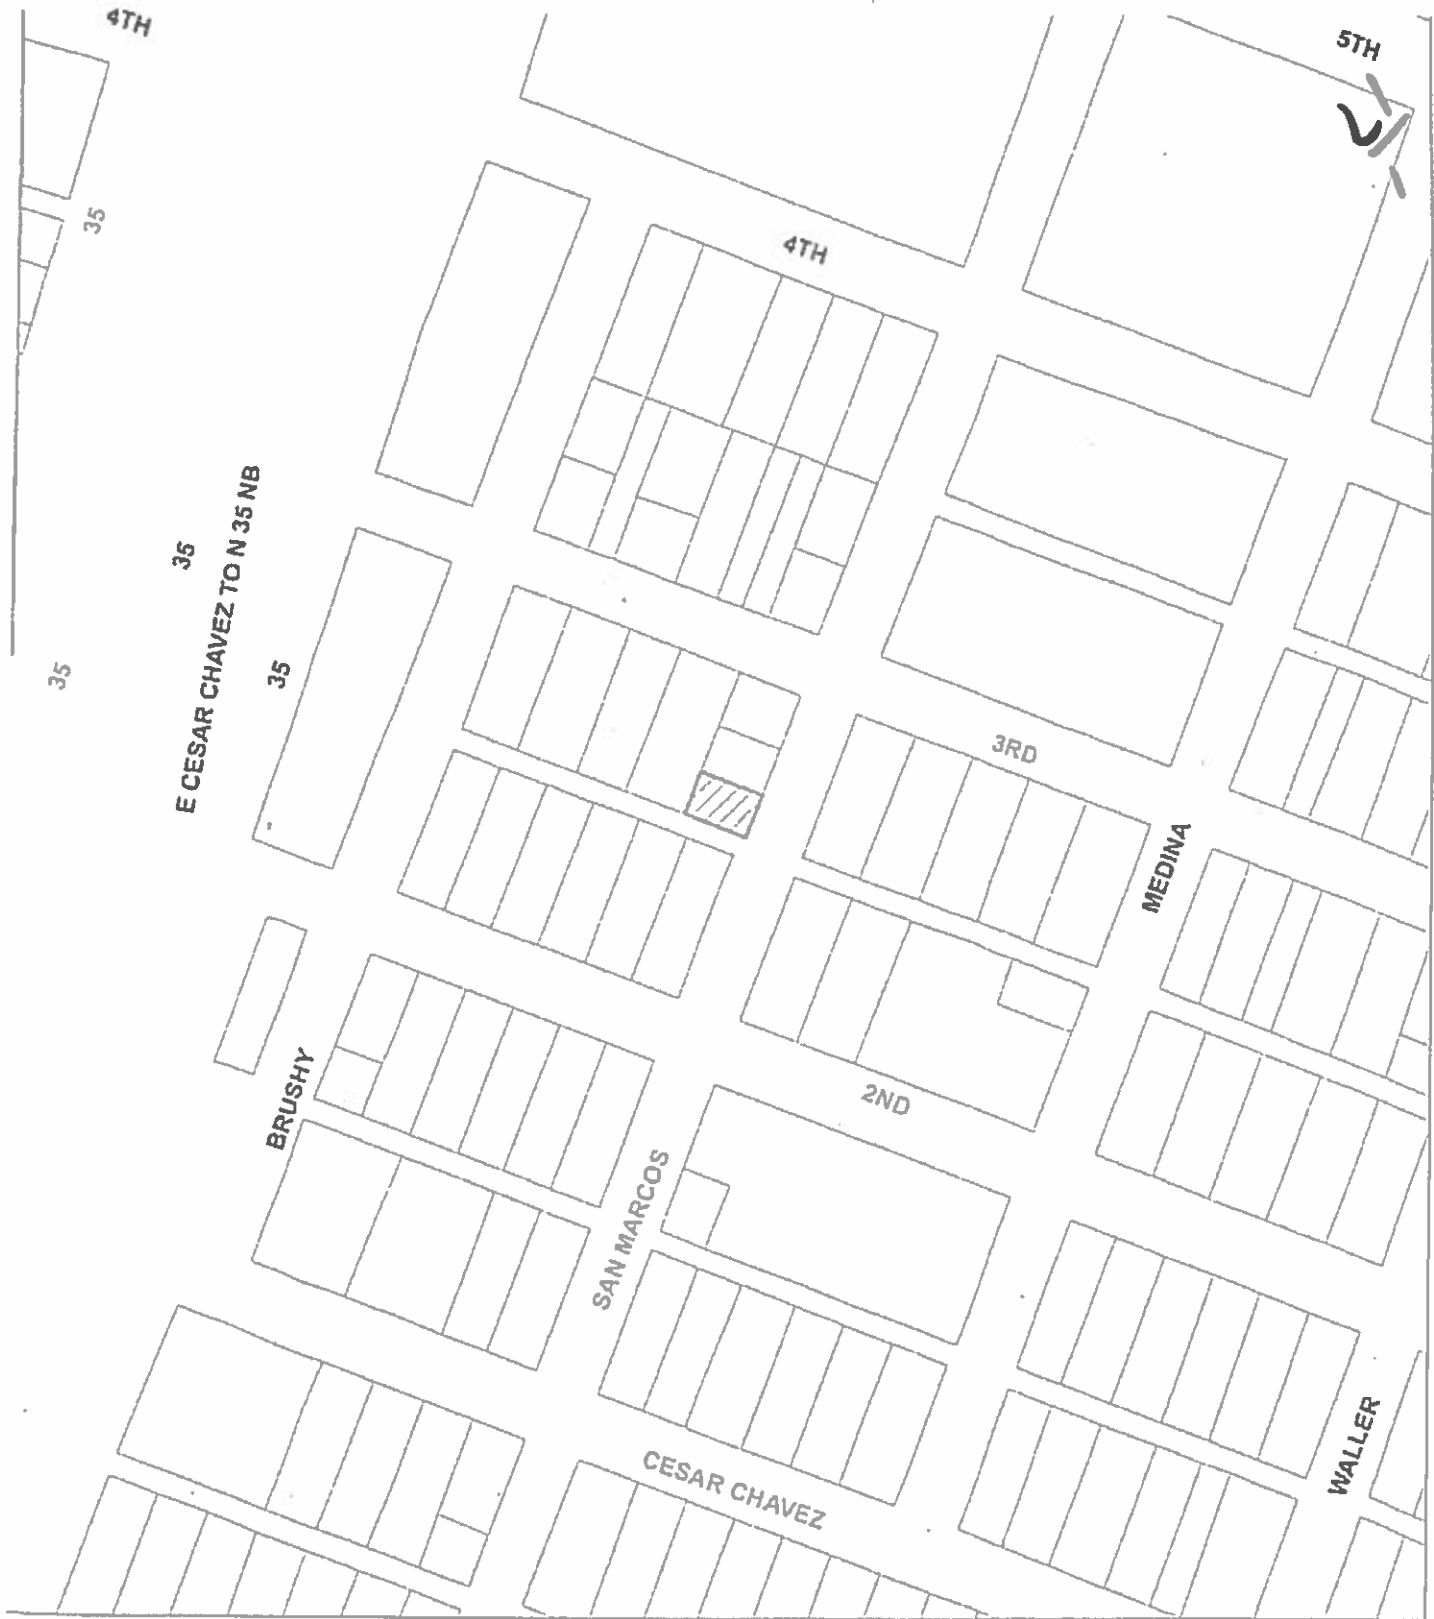 4TH
5TH
35
4TH
35
E CESAR CHAVEZ TO N 35 NB
35
35
3RD
MEDINA
2ND
BRUSHY
SAN MARCOS
WALLER
CESAR CHAVEZ